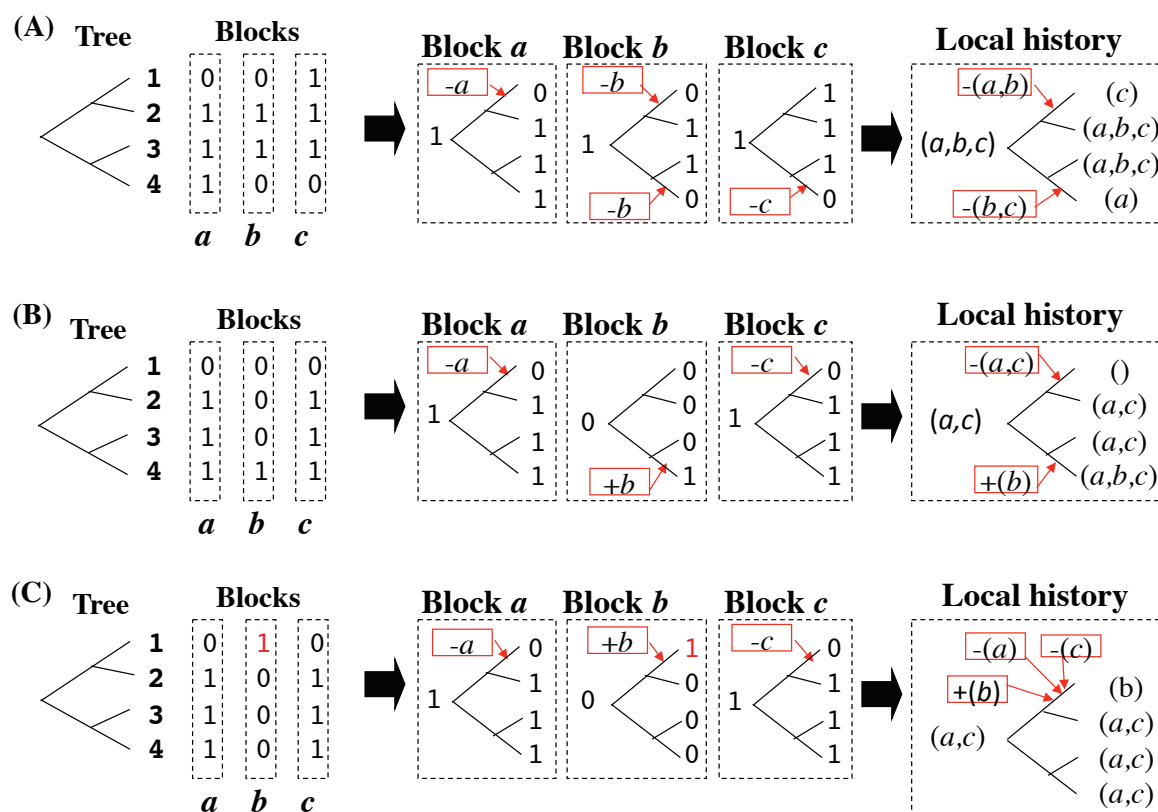 (A) Tree Blocks Block a Block b Block c Local history
1 0 0 1
2 1 1 1
3 1 1 1
4 1 0 0
a b c
-a 1 0 1 1 1
-b 1 0 1 1 0 -b
1 1 1 1 0 -c
-(a,b) (a,b,c) (c) (a,b,c) (a,b,c) (a) -(b,c)
(B) Tree Blocks Block a Block b Block c Local history
1 0 0 0
2 1 0 1
3 1 0 1
4 1 1 1
a b c
-a 1 0 1 1 1
0 0 0 0 1 +b
-c 1 0 1 1 1
-(a,c) (a,c) () (a,c) (a,c) (a,b,c) +(b)
(C) Tree Blocks Block a Block b Block c Local history
1 0 1 0
2 1 0 1
3 1 0 1
4 1 0 1
a b c
-a 1 0 1 1 1
+b 0 1 0 0 0
-c 1 0 1 1 1
-(a) -(c) +(b) (a,c) (b) (a,c) (a,c) (a,c)